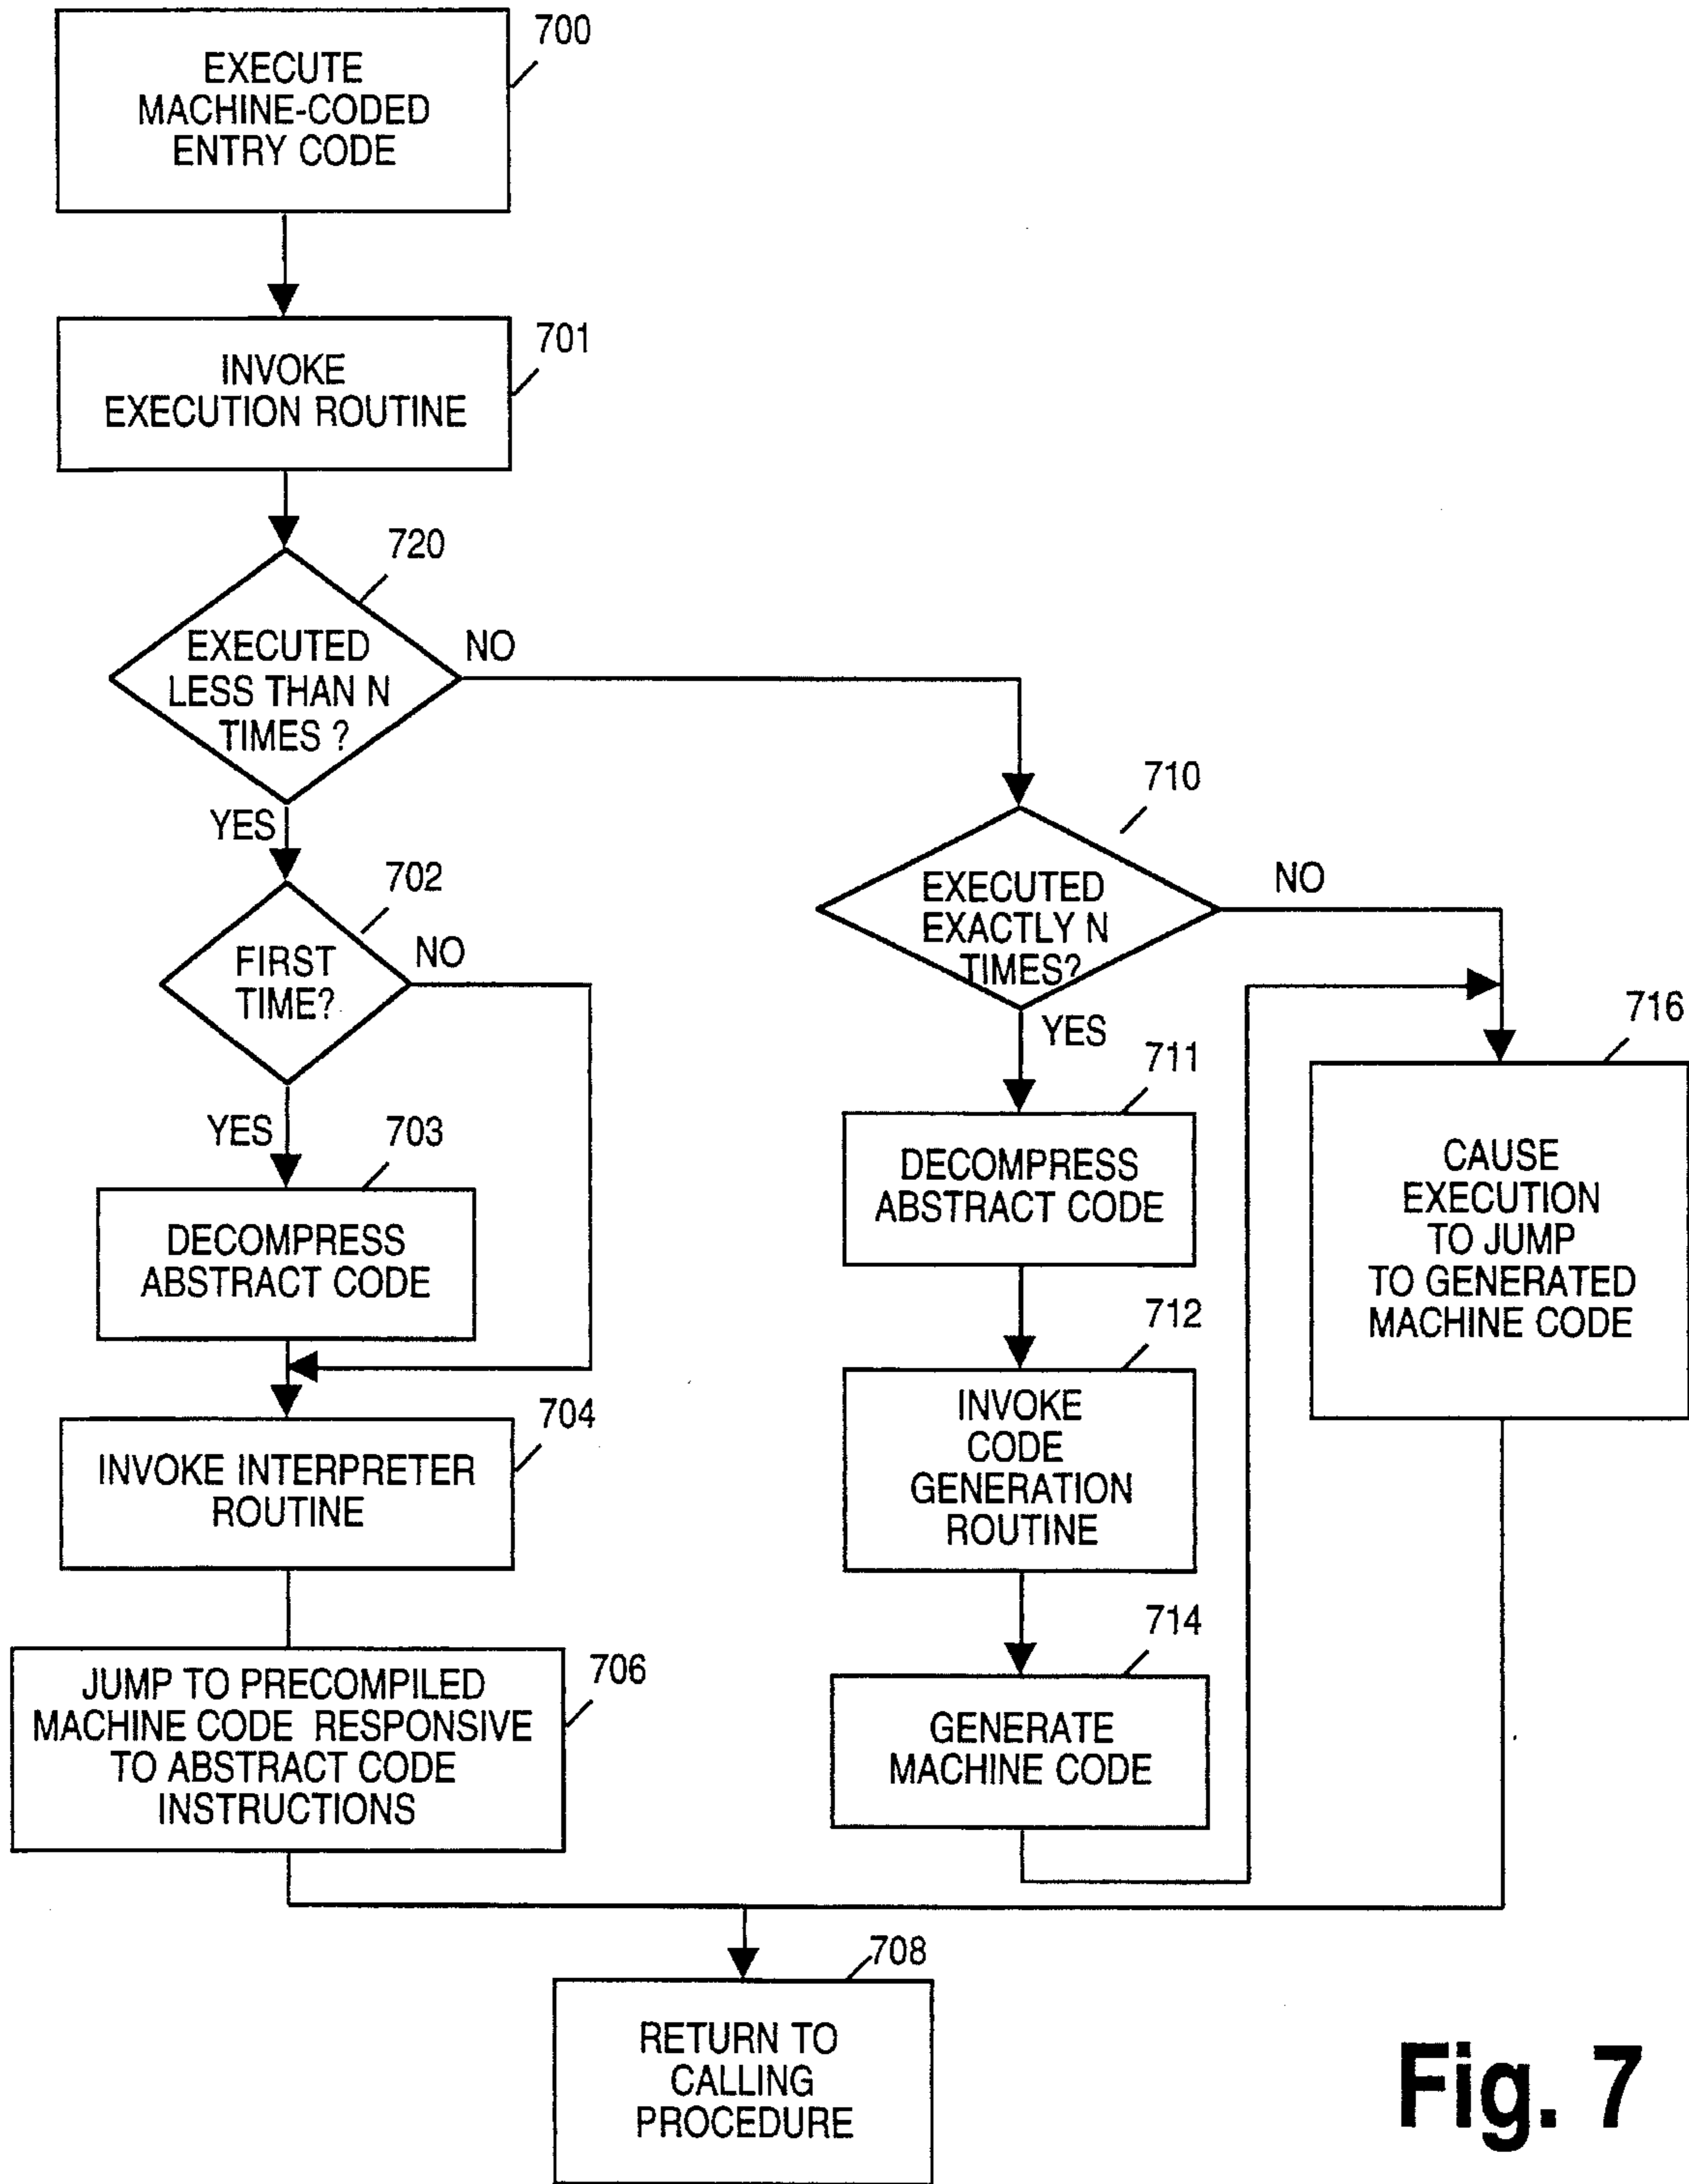 700
EXECUTE
MACHINE-CODED
ENTRY CODE
701
INVOKE
EXECUTION ROUTINE
720
EXECUTED
LESS THAN N
TIMES ?
NO
YES
702
FIRST
TIME?
NO
YES
703
DECOMPRESS
ABSTRACT CODE
704
INVOKE INTERPRETER
ROUTINE
706
JUMP TO PRECOMPILED
MACHINE CODE RESPONSIVE
TO ABSTRACT CODE
INSTRUCTIONS
710
EXECUTED
EXACTLY N
TIMES?
NO
YES
711
DECOMPRESS
ABSTRACT CODE
712
INVOKE
CODE
GENERATION
ROUTINE
714
GENERATE
MACHINE CODE
716
CAUSE
EXECUTION
TO JUMP
TO GENERATED
MACHINE CODE
708
RETURN TO
CALLING
PROCEDURE
Fig. 7